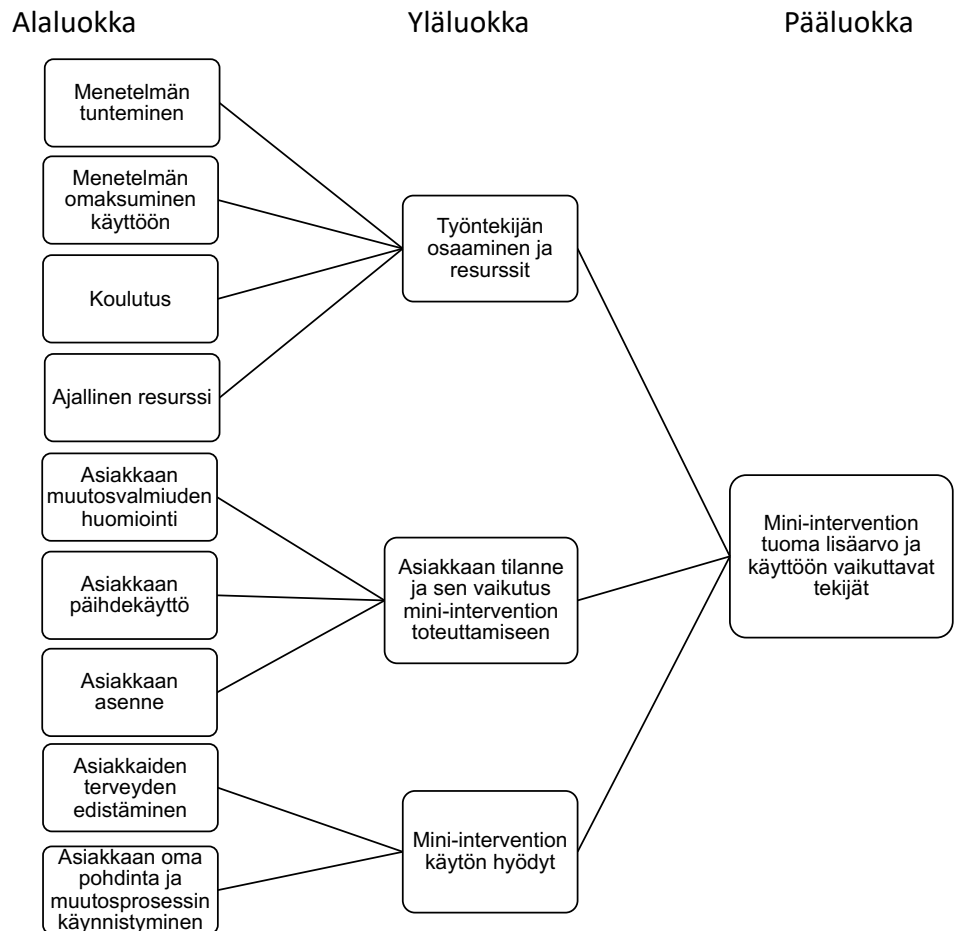 Alaluokka
Yläluokka
Pääluokka
Menetelmän
tunteminen
Menetelmän
omaksuminen
käyttöön
Koulutus
Ajallinen resurssi
Asiakkaan
muutosvalmiuden
huomiointi
Asiakkaan
päihdekäyttö
Asiakkaan
asenne
Asiakkaiden
terveyden
edistäminen
Asiakkaan oma
pohdinta ja
muutosprosessin
käynnistyminen
Työntekijän
osaaminen ja
resurssit
Asiakkaan tilanne
ja sen vaikutus
mini-intervention
toteuttamiseen
Mini-intervention
käytön hyödyt
Mini-intervention
tuoma lisäarvo ja
käyttöön vaikuttavat
tekijät